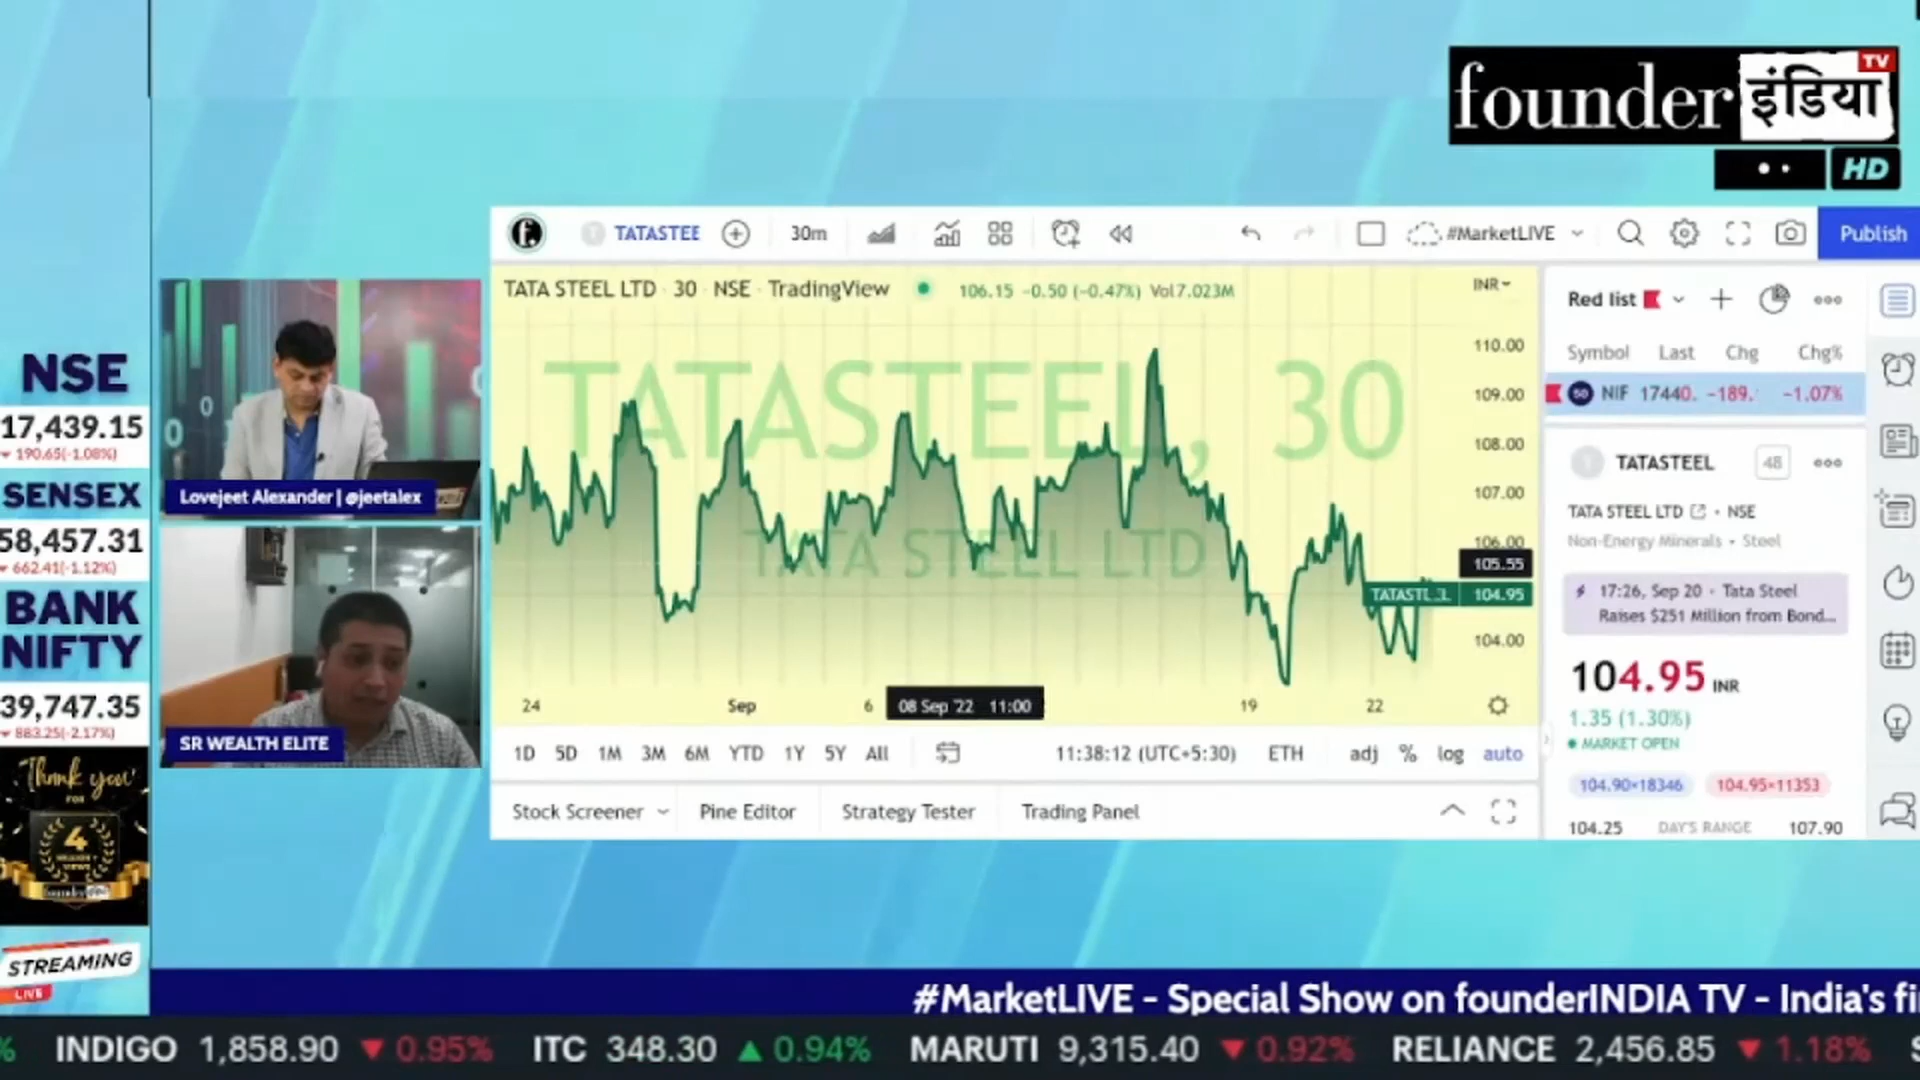 founder इंडिया TV
HD
NSE
17,439.15
190.65(-1.08%)
SENSEX
58,457.31
662.41(-1.12%)
BANK
NIFTY
39,747.35
883.25(-2.17%)
Thank you
FOR
4
STREAMING
LIVE
Lovejeet Alexander | @jeetalex
SR WEALTH ELITE
TATASTEE
30m
#MarketLIVE
Publish
TATA STEEL LTD · 30 · NSE · TradingView
106.15 -0.50 (-0.47%) Vol7.023M
INR
TATASTEEL, 30
TATA STEEL LTD
110.00
109.00
108.00
107.00
106.00
105.55
TATASTEEL 104.95
104.00
24 Sep 6 08 Sep '22 11:00 19 22
1D 5D 1M 3M 6M YTD 1Y 5Y All
11:38:12 (UTC+5:30) ETH adj % log auto
Stock Screener Pine Editor Strategy Tester Trading Panel
Red list
Symbol Last Chg Chg%
50 NIF 17440. -189. -1.07%
TATASTEEL 48
TATA STEEL LTD • NSE
Non-Energy Minerals • Steel
17:26, Sep 20 • Tata Steel
Raises $251 Million from Bond...
104.95 INR
1.35 (1.30%)
MARKET OPEN
104.90×18346 104.95×11353
104.25 DAY'S RANGE 107.90
#MarketLIVE - Special Show on founderINDIA TV - India's fi
% INDIGO 1,858.90 ▼ 0.95% ITC 348.30 ▲ 0.94% MARUTI 9,315.40 ▼ 0.92% RELIANCE 2,456.85 ▼ 1.18% S